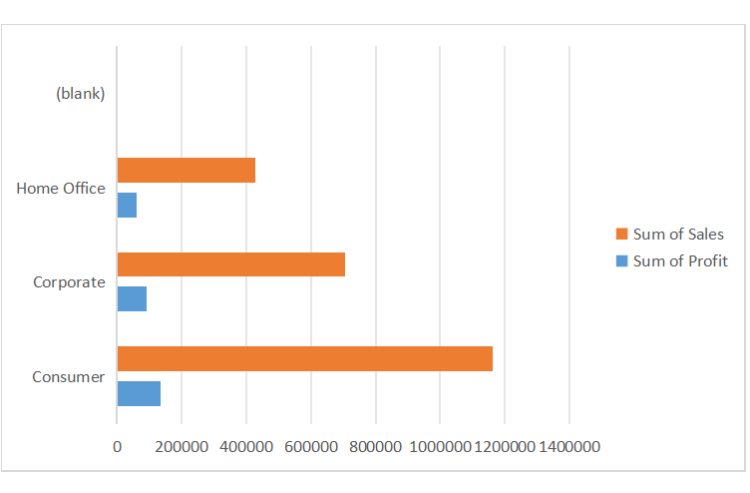 (blank)
Home Office
Corporate
Consumer
0 200000 400000 600000 800000 1000000 1200000 1400000
Sum of Sales
Sum of Profit